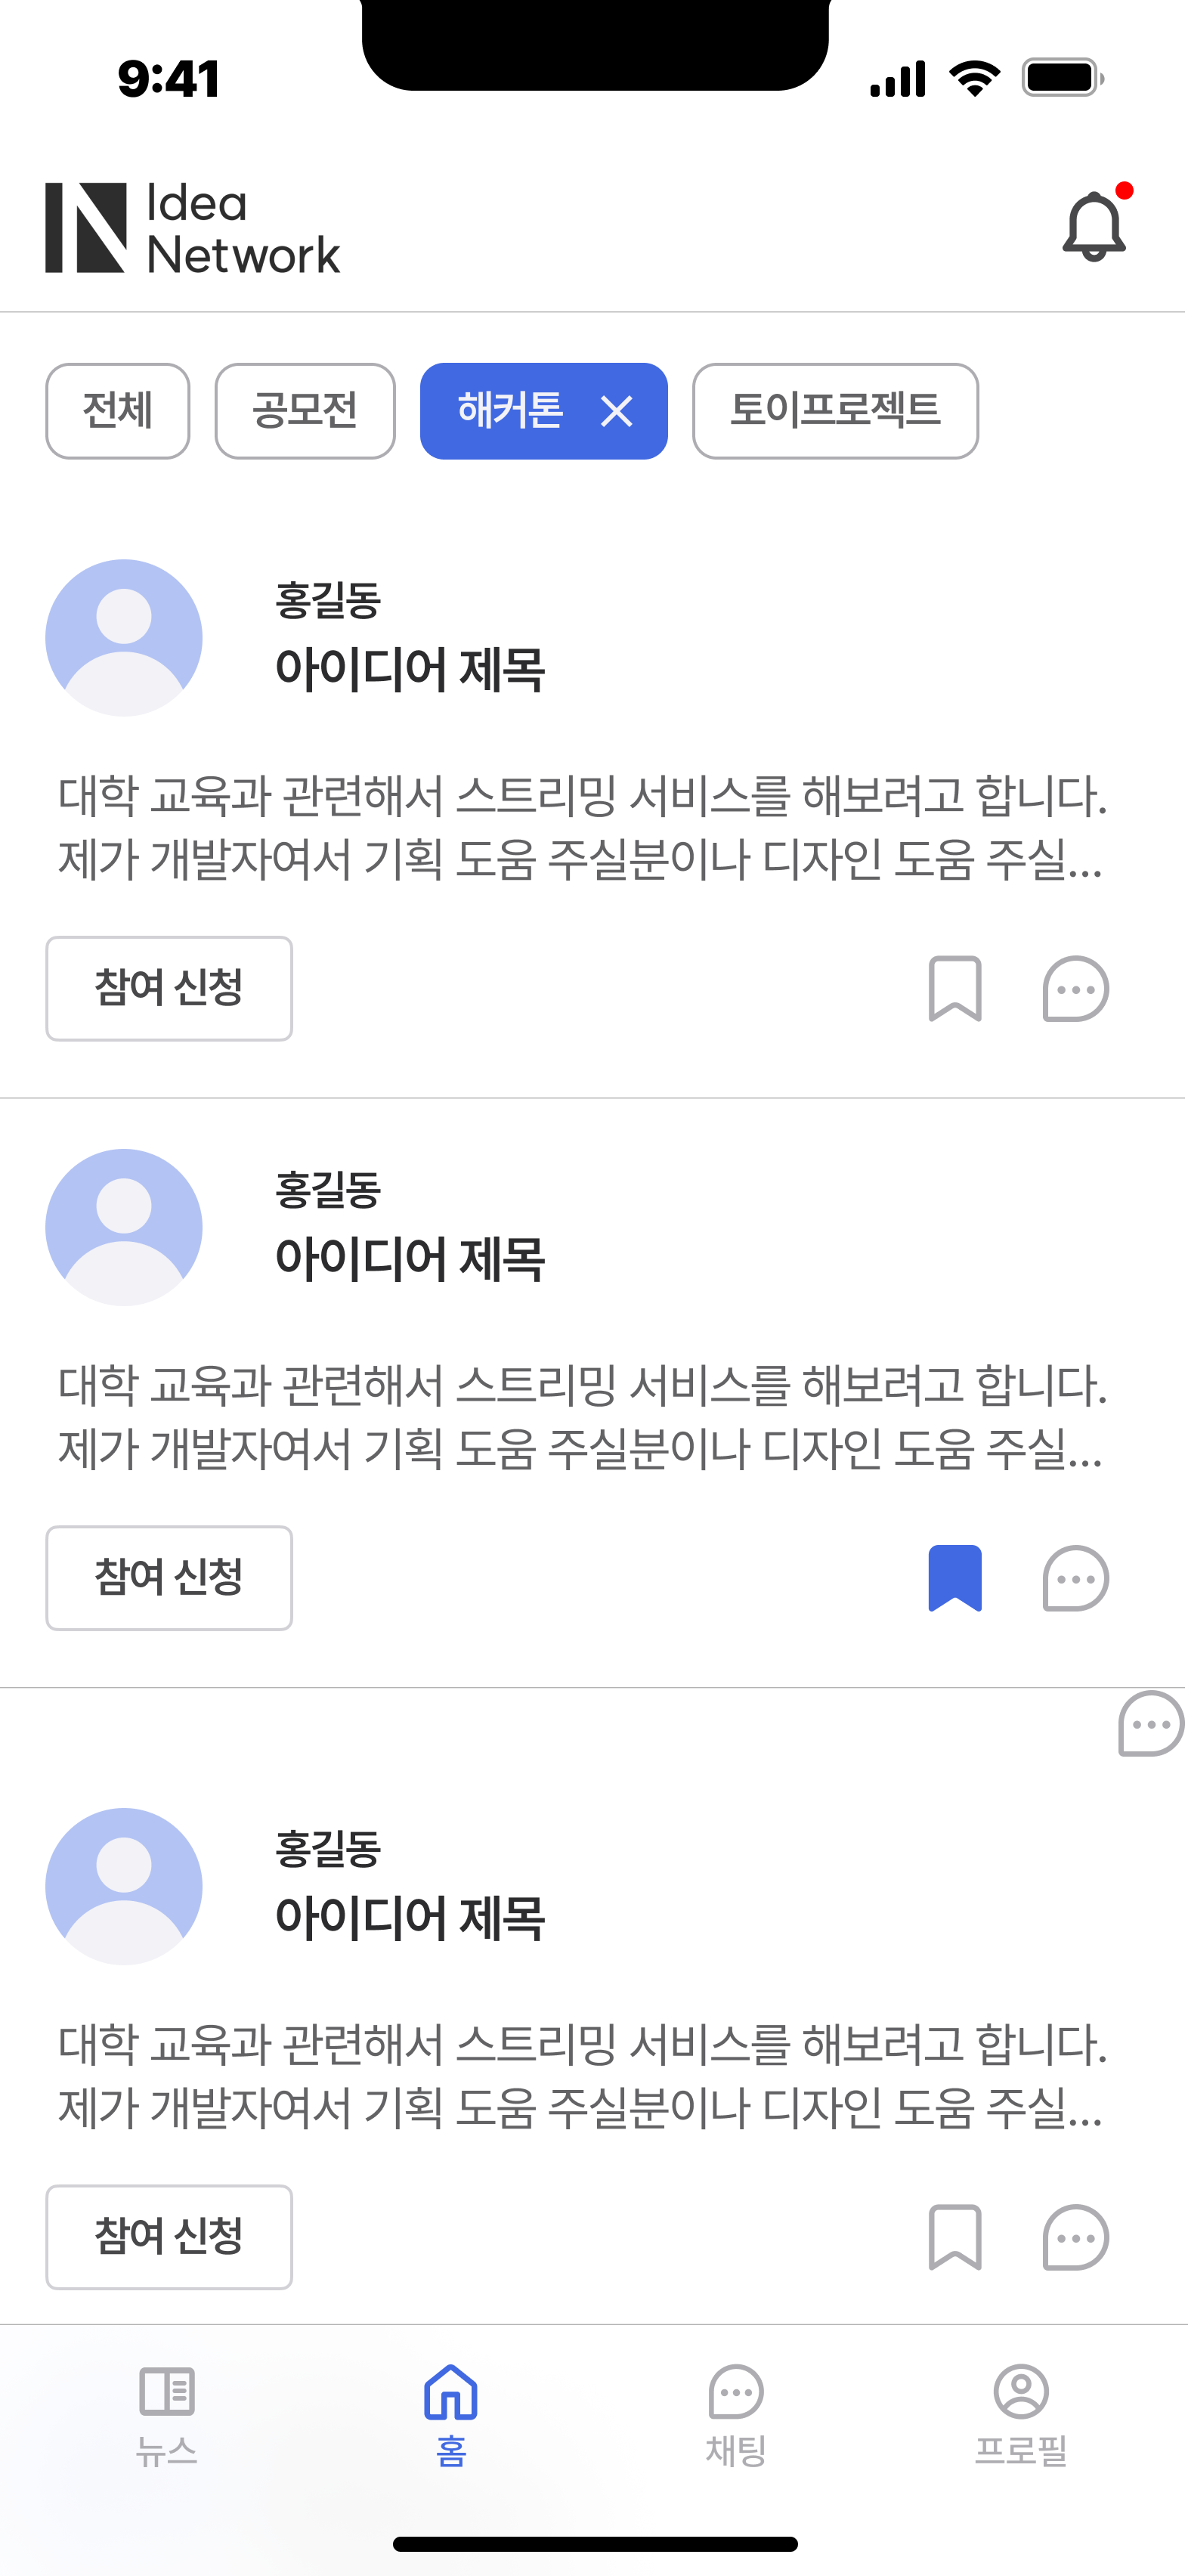 9:41
Idea
Network
전체 공모전 해커톤 토이프로젝트
홍길동
아이디어 제목
대학 교육과 관련해서 스트리밍 서비스를 해보려고 합니다.
제가 개발자여서 기획 도움 주실분이나 디자인 도움 주실...
참여 신청
홍길동
아이디어 제목
대학 교육과 관련해서 스트리밍 서비스를 해보려고 합니다.
제가 개발자여서 기획 도움 주실분이나 디자인 도움 주실...
참여 신청
홍길동
아이디어 제목
대학 교육과 관련해서 스트리밍 서비스를 해보려고 합니다.
제가 개발자여서 기획 도움 주실분이나 디자인 도움 주실...
참여 신청
뉴스 홈 채팅 프로필